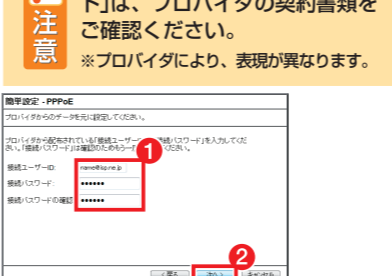 ド」は、プロバイダの契約書類を
注意
ご確認ください。
※プロバイダにより、表現が異なります。
簡単設定 - PPPoE
プロバイダからのデータを元に設定してください。
プロバイダから配布されている「接続ユーザー 接続パスワード」を入力してくだ
さい。「接続パスワード」は確認のためもう一 ださい。
1
接続ユーザーID: name@isp.ne.jp
接続パスワード: ••••••
接続パスワードの確認 ••••••
2
< 戻る 次へ > キャンセル